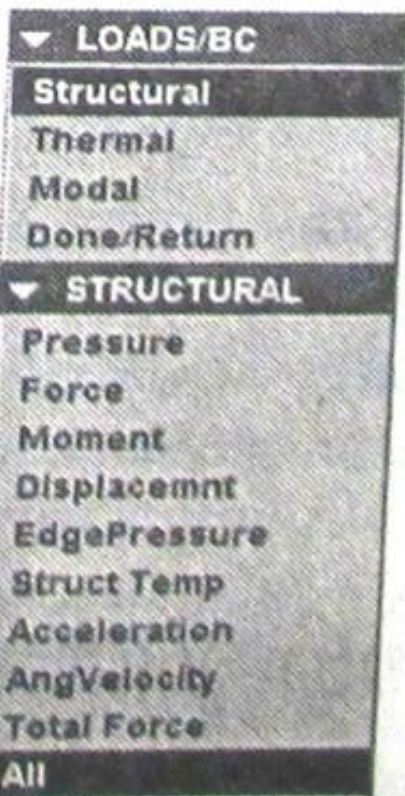 LOADS/BC
Structural
Thermal
Modal
Done/Return
STRUCTURAL
Pressure
Force
Moment
Displacemnt
EdgePressure
Struct Temp
Acceleration
AngVelocity
Total Force
All